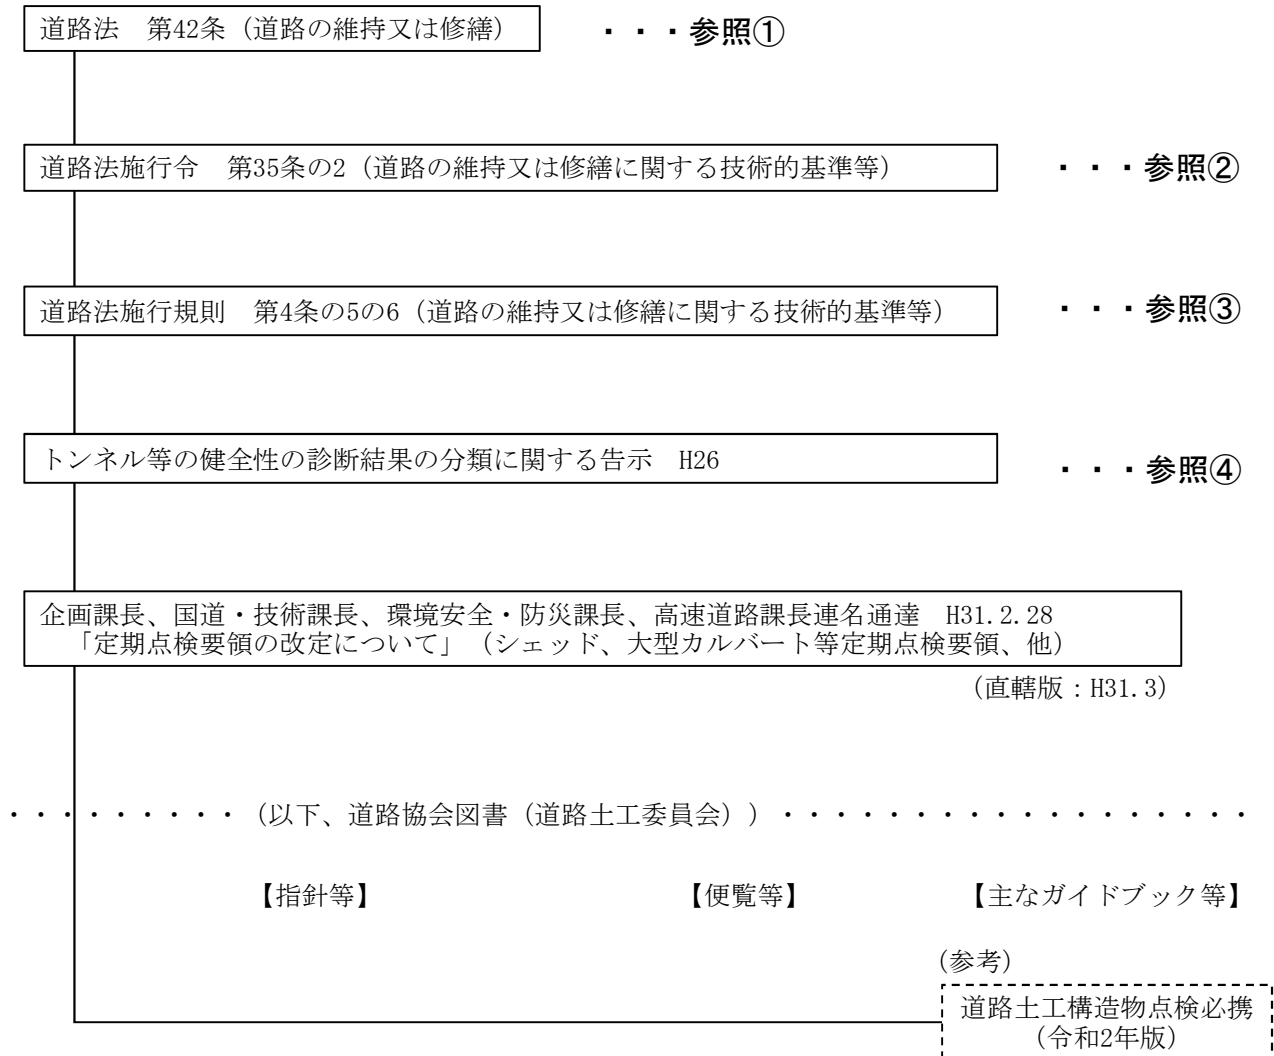 道路法　第42条（道路の維持又は修繕）
・・・参照①
道路法施行令　第35条の2（道路の維持又は修繕に関する技術的基準等）
・・・参照②
道路法施行規則　第4条の5の6（道路の維持又は修繕に関する技術的基準等）
・・・参照③
トンネル等の健全性の診断結果の分類に関する告示　H26
・・・参照④
企画課長、国道・技術課長、環境安全・防災課長、高速道路課長連名通達　H31.2.28
「定期点検要領の改定について」（シェッド、大型カルバート等定期点検要領、他）
（直轄版：H31.3）
・・・・・・・・・・（以下、道路協会図書（道路土工委員会））・・・・・・・・・・・・・・・・・・
【指針等】　【便覧等】　【主なガイドブック等】
（参考）
道路土工構造物点検必携
（令和2年版）